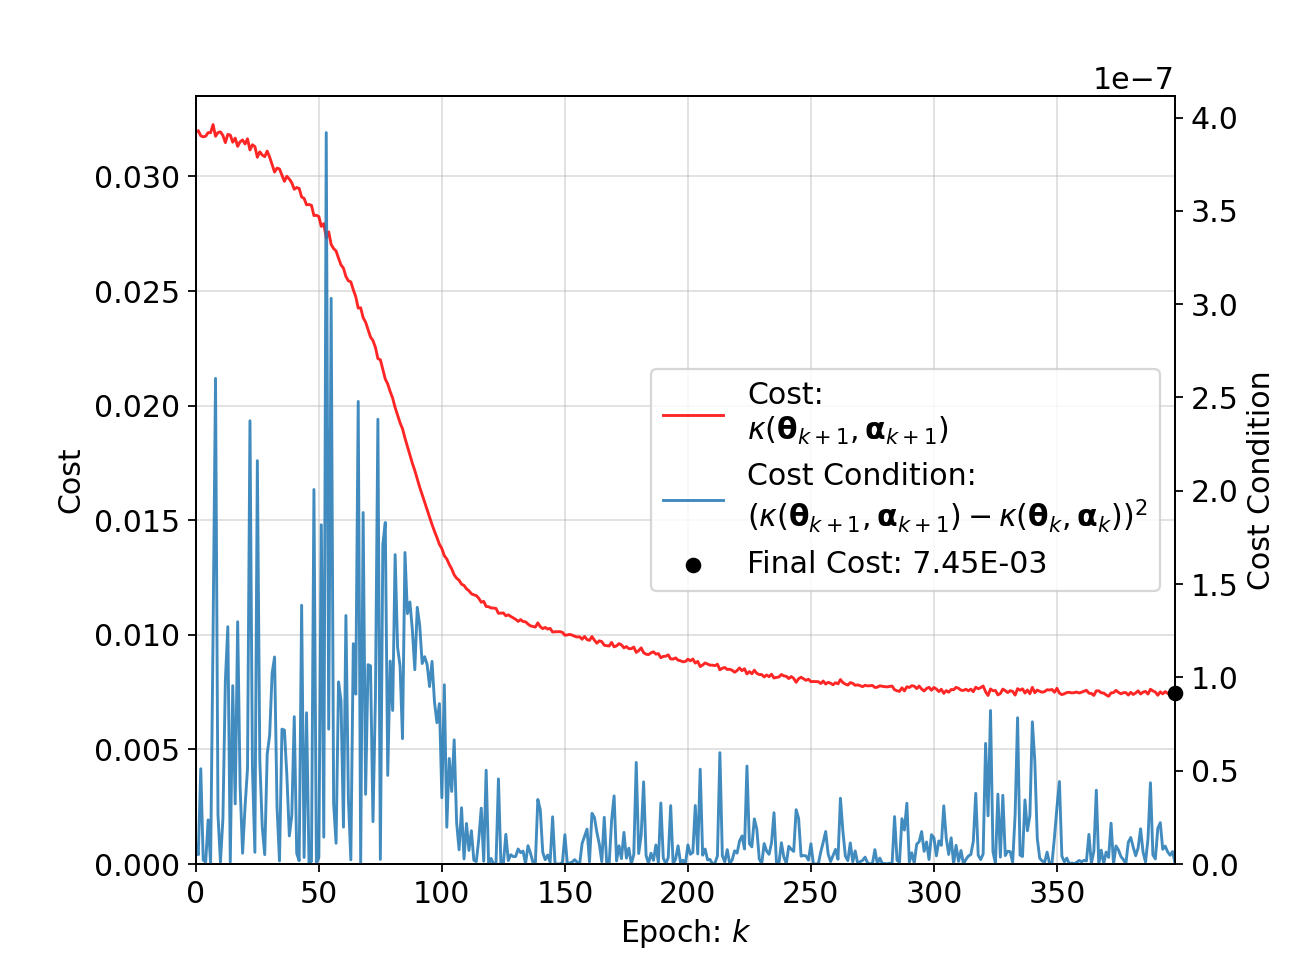 1e−7
0.030
0.025
0.020
0.015
0.010
0.005
0.000
Cost
4.0
3.5
3.0
2.5
2.0
1.5
1.0
0.5
0.0
Cost Condition
Cost:
κ(𝛉ₖ₊₁, 𝛂ₖ₊₁)
Cost Condition:
(κ(𝛉ₖ₊₁, 𝛂ₖ₊₁) − κ(𝛉ₖ, 𝛂ₖ))²
Final Cost: 7.45E-03
0 50 100 150 200 250 300 350
Epoch: k